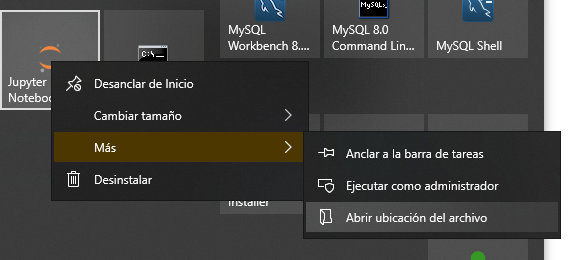 MySQL
Workbench 8....
MySQL 8.0
Command Lin...
MySQL Shell
C:\_
Jupyter
Notebo
Desanclar de Inicio
Cambiar tamaño
Más
Desinstalar
Anclar a la barra de tareas
Ejecutar como administrador
Abrir ubicación del archivo
Installer